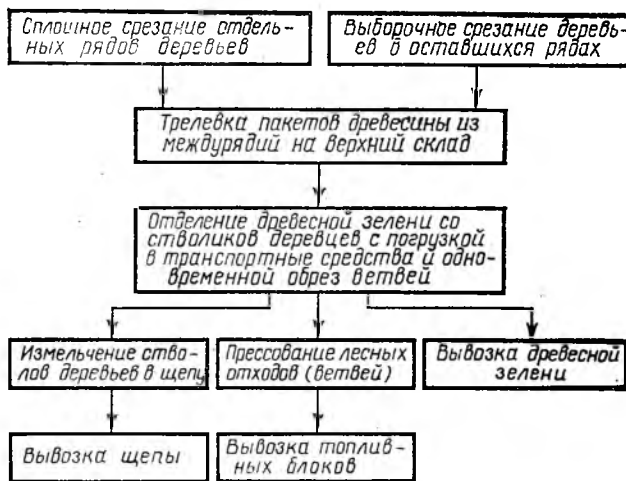 Сплошное срезание отдель-
ных рядов деревьев
Выборочное срезание деревь-
ев в оставшихся рядах
Трелевка пакетов древесины из
междурядий на верхний склад
Отделение древесной зелени со
стволиков деревцев с погрузкой
в транспортные средства и одно-
временной обрез ветвей
Измельчение ство-
лов деревьев в щепу
Прессование лесных
отходов (ветвей)
Вывозка древесной
зелени
Вывозка щепы
Вывозка топлив-
ных блоков